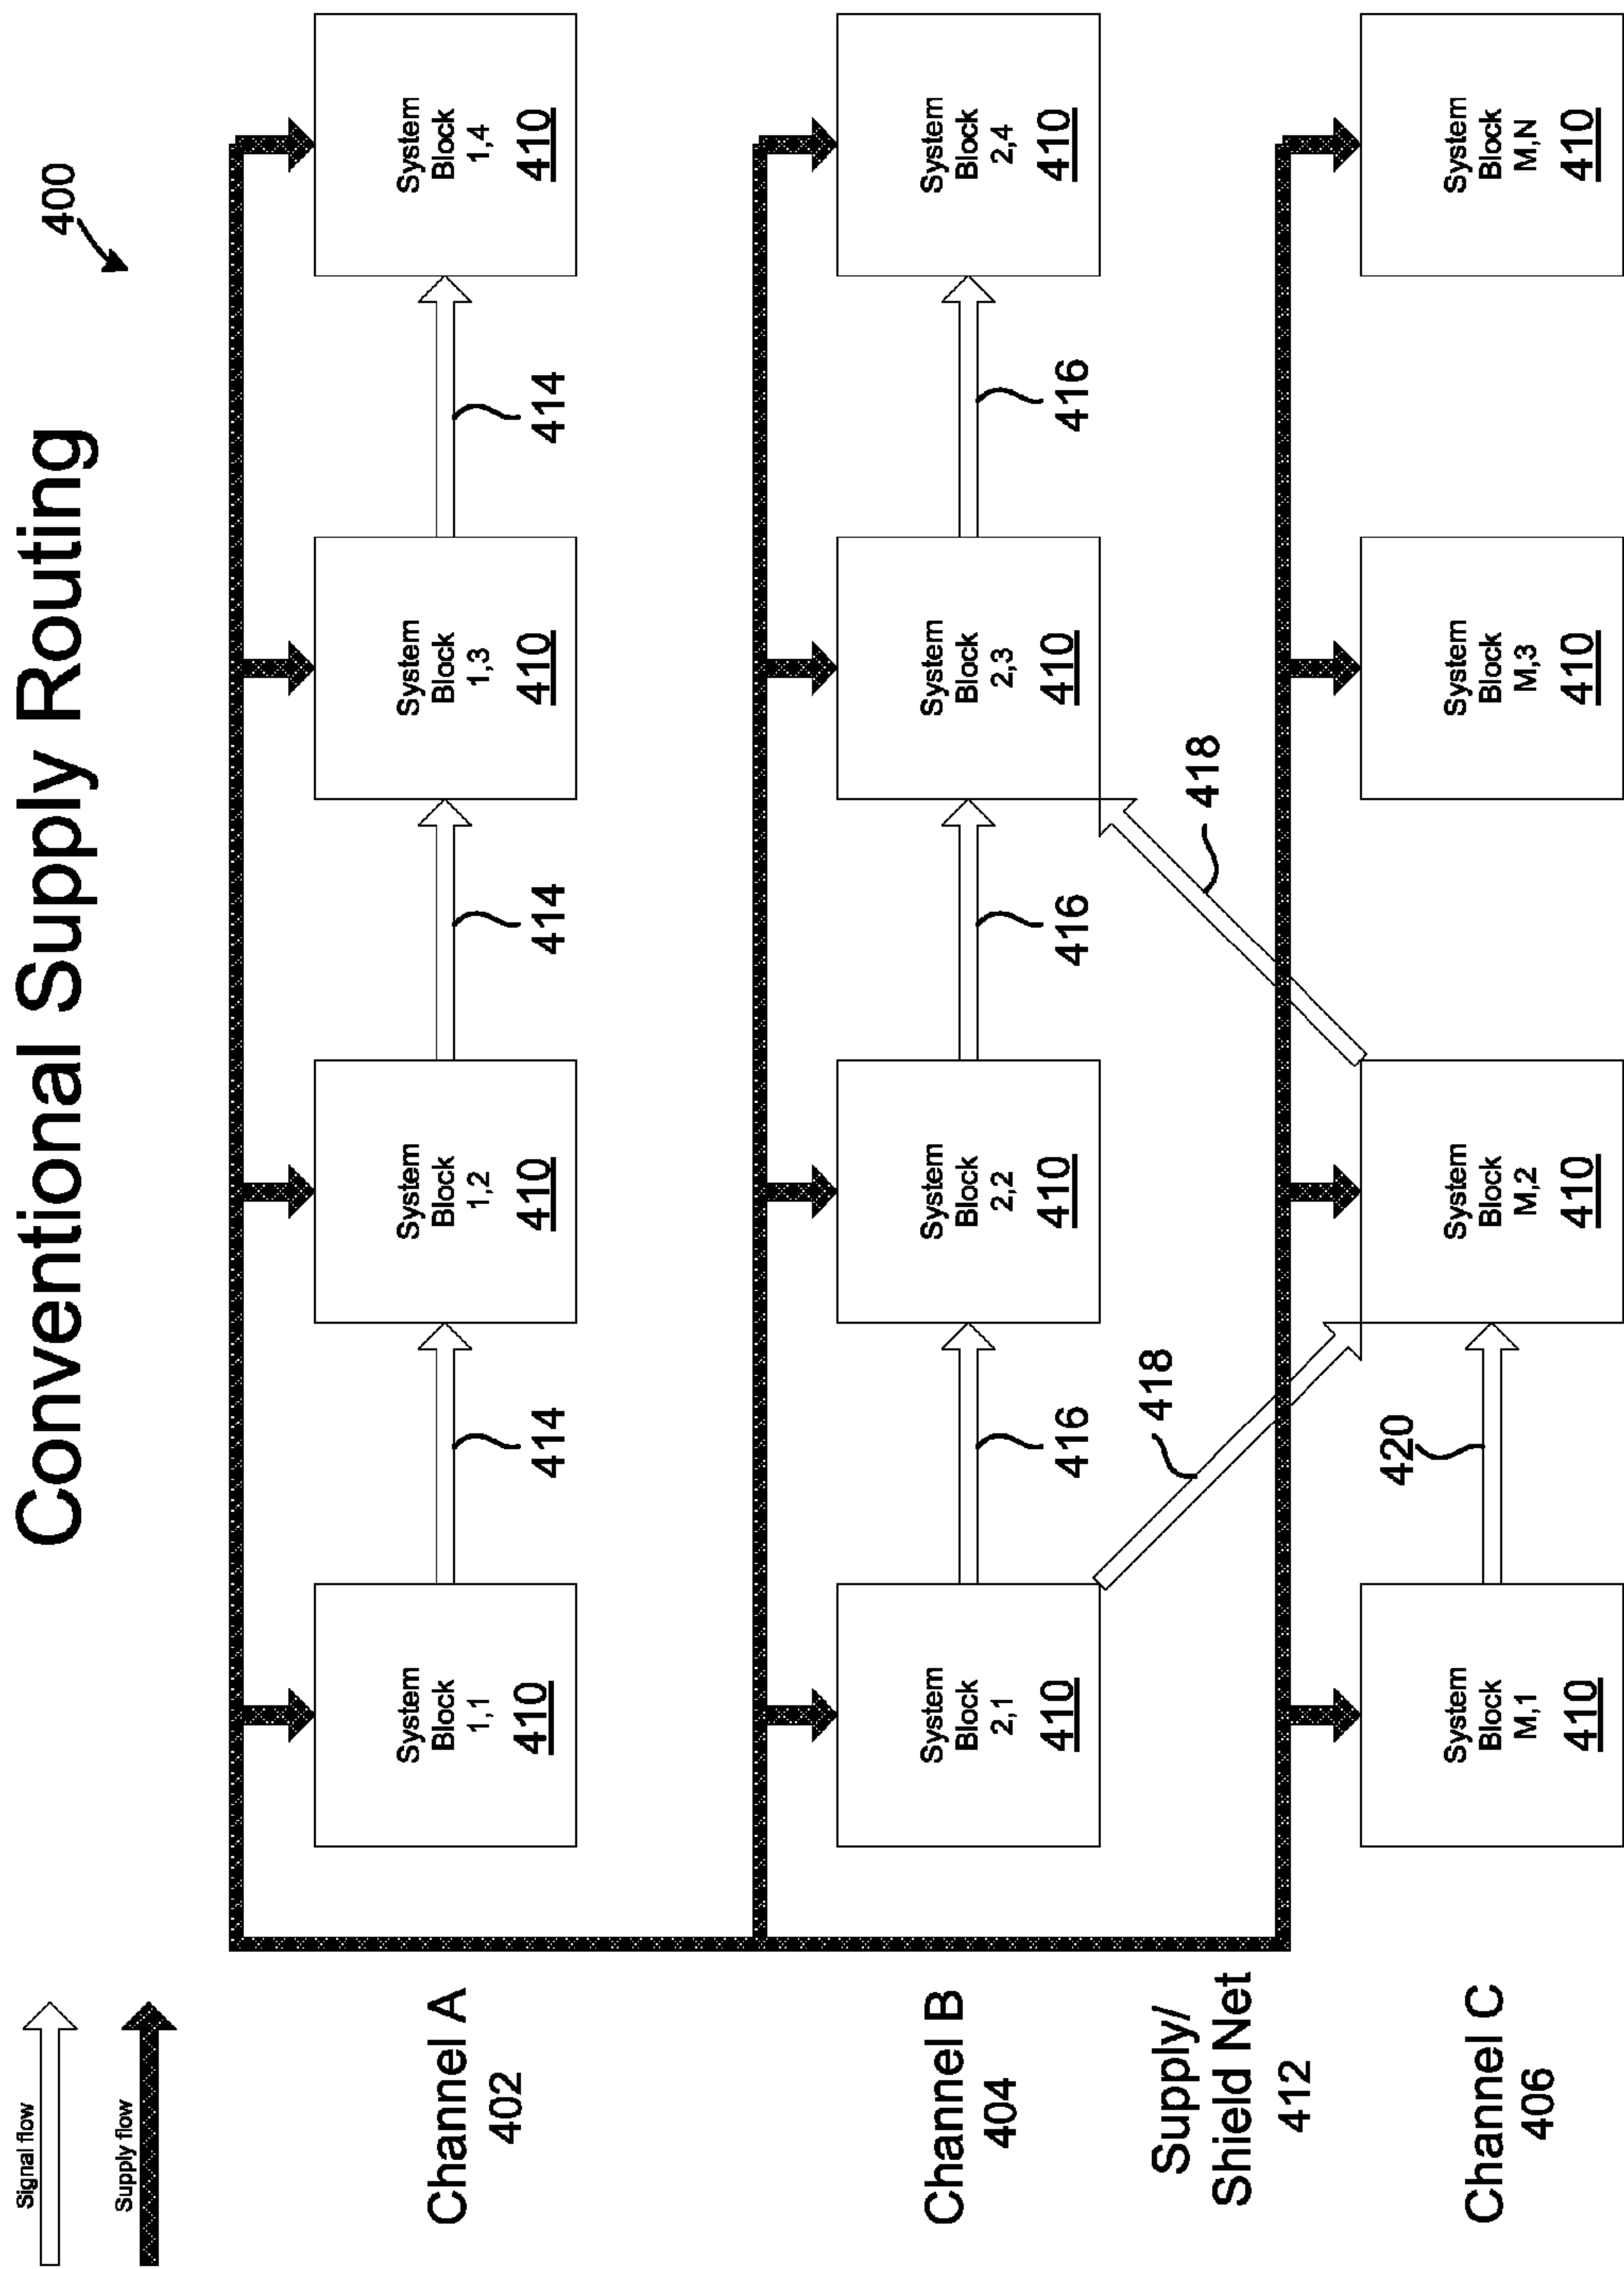 Conventional Supply Routing
400
Signal flow
Supply flow
Channel A
402
System
Block
1,1
410
414
System
Block
1,2
410
414
System
Block
1,3
410
414
System
Block
1,4
410
Channel B
404
System
Block
2,1
410
416
System
Block
2,2
410
416
System
Block
2,3
410
416
System
Block
2,4
410
Supply/
Shield Net
412
418
418
Channel C
406
System
Block
M,1
410
420
System
Block
M,2
410
System
Block
M,3
410
System
Block
M,N
410